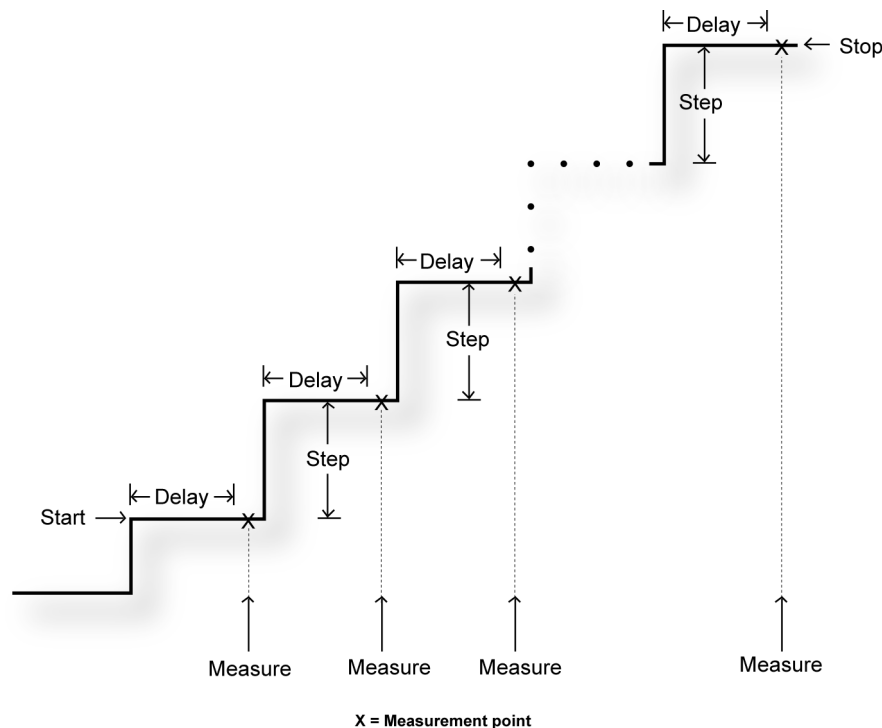 Delay
Stop
Step
Delay
Step
Delay
Step
Delay
Start
Measure
Measure
Measure
Measure
X = Measurement point